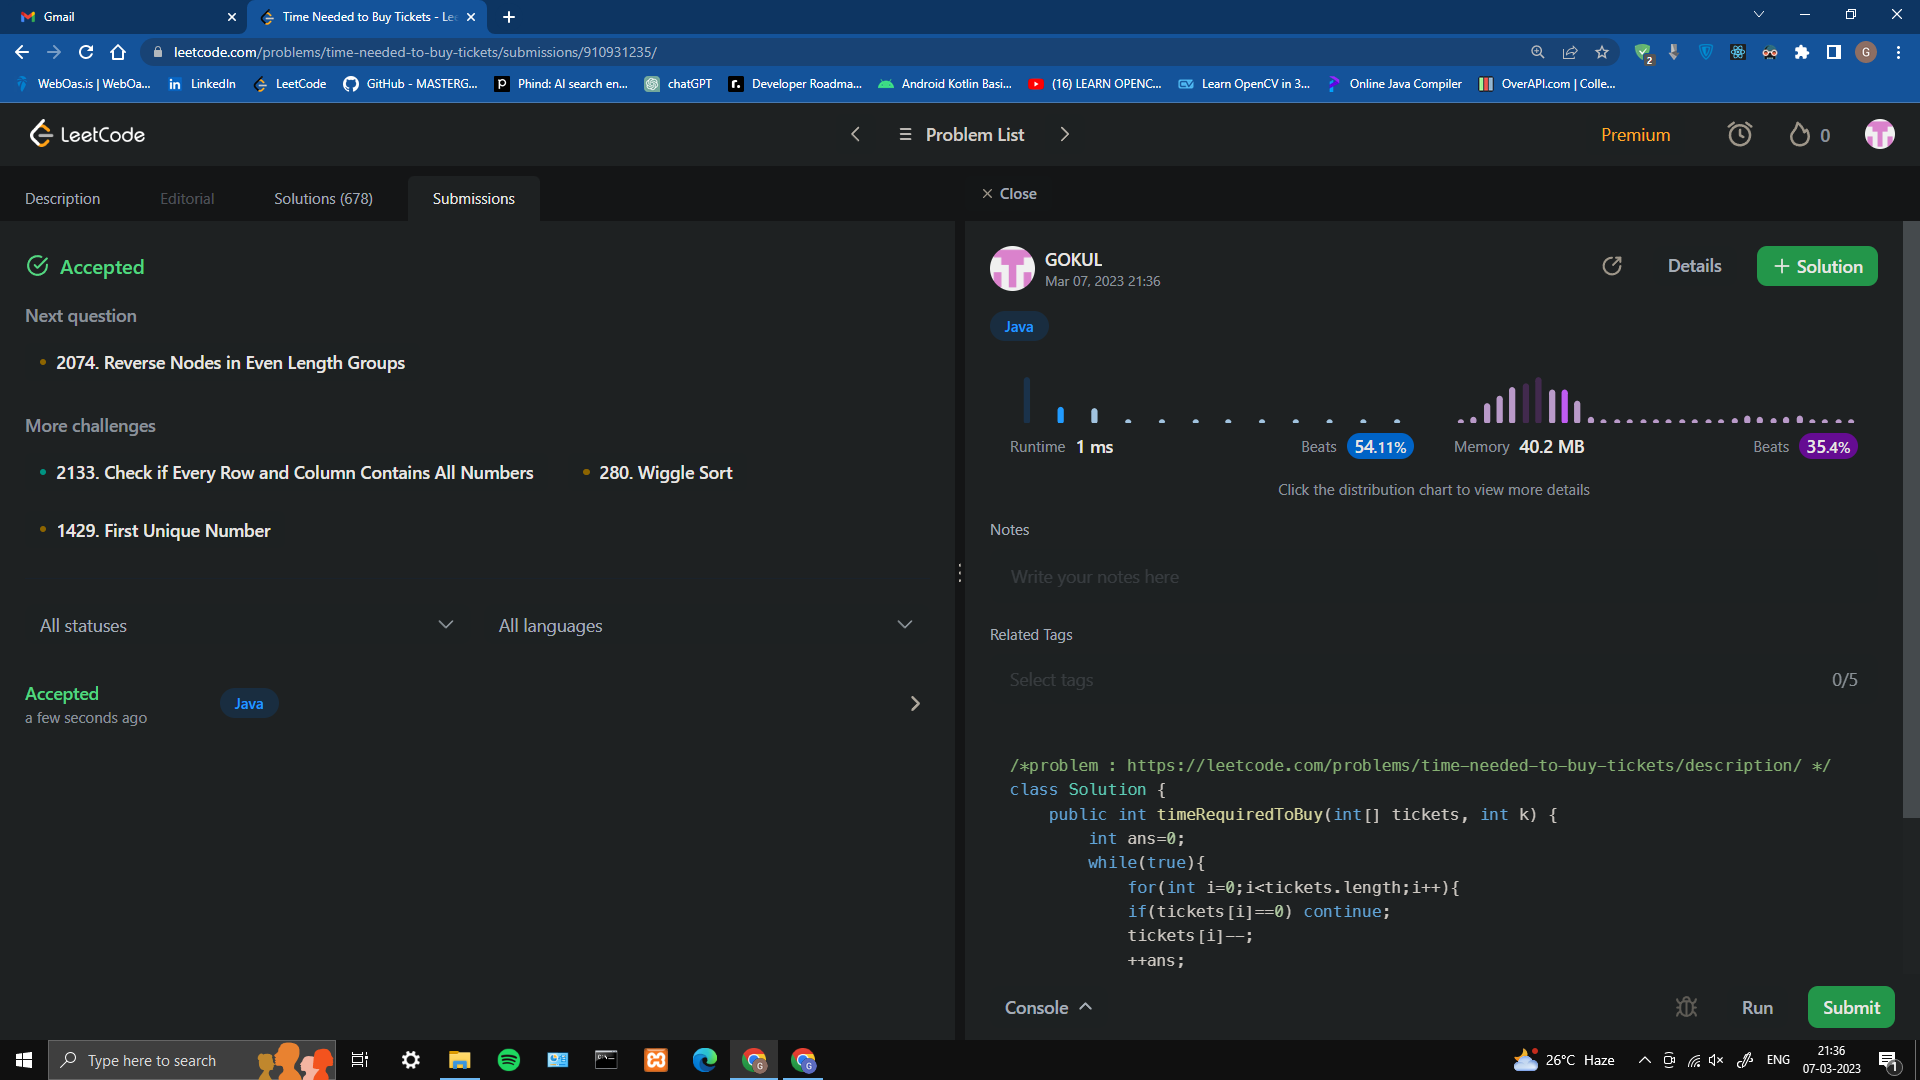 Gmail
Time Needed to Buy Tickets - Le
leetcode.com/problems/time-needed-to-buy-tickets/submissions/910931235/
2
G
WebOas.is | WebOa...
LinkedIn
LeetCode
GitHub - MASTERG...
Phind: AI search en...
chatGPT
Developer Roadma...
Android Kotlin Basi...
(16) LEARN OPENC...
Learn OpenCV in 3...
Online Java Compiler
OverAPI.com | Colle...
LeetCode
Problem List
Premium
0
Description
Editorial
Solutions (678)
Submissions
Close
Accepted
Next question
2074. Reverse Nodes in Even Length Groups
More challenges
2133. Check if Every Row and Column Contains All Numbers
280. Wiggle Sort
1429. First Unique Number
All statuses
All languages
Accepted
a few seconds ago
Java
GOKUL
Mar 07, 2023 21:36
Details
+ Solution
Java
Runtime 1 ms
Beats 54.11%
Memory 40.2 MB
Beats 35.4%
Click the distribution chart to view more details
Notes
Write your notes here
Related Tags
Select tags
0/5
/*problem : https://leetcode.com/problems/time-needed-to-buy-tickets/description/ */
class Solution {
public int timeRequiredToBuy(int[] tickets, int k) {
int ans=0;
while(true){
for(int i=0;i<tickets.length;i++){
if(tickets[i]==0) continue;
tickets[i]--;
++ans;
Console
Run
Submit
Type here to search
26°C Haze
ENG
21:36
07-03-2023
1